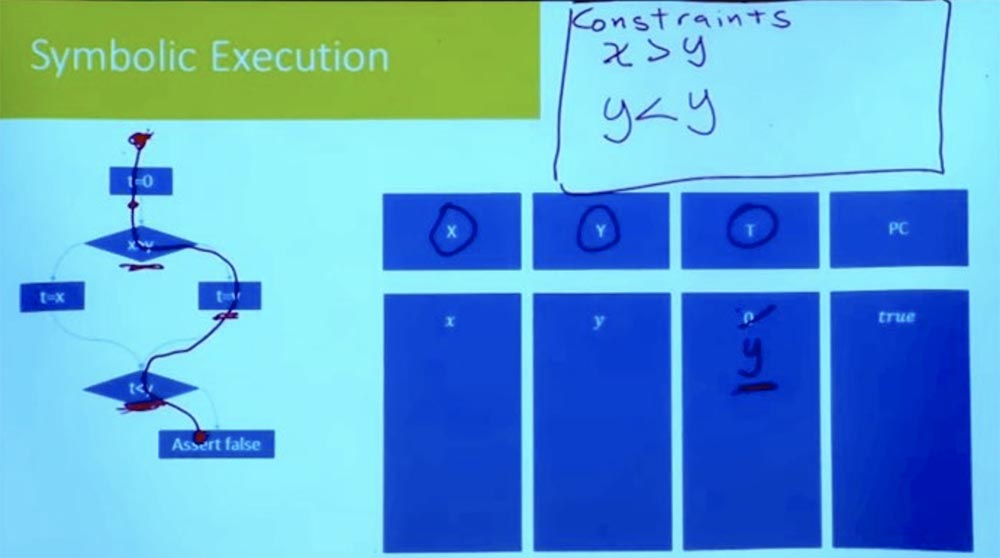 Symbolic Execution
Constraints
x > y
y < y
t=0
x>y
t=x
t=y
t<y
Assert false
X Y T PC
x y 0 true
y